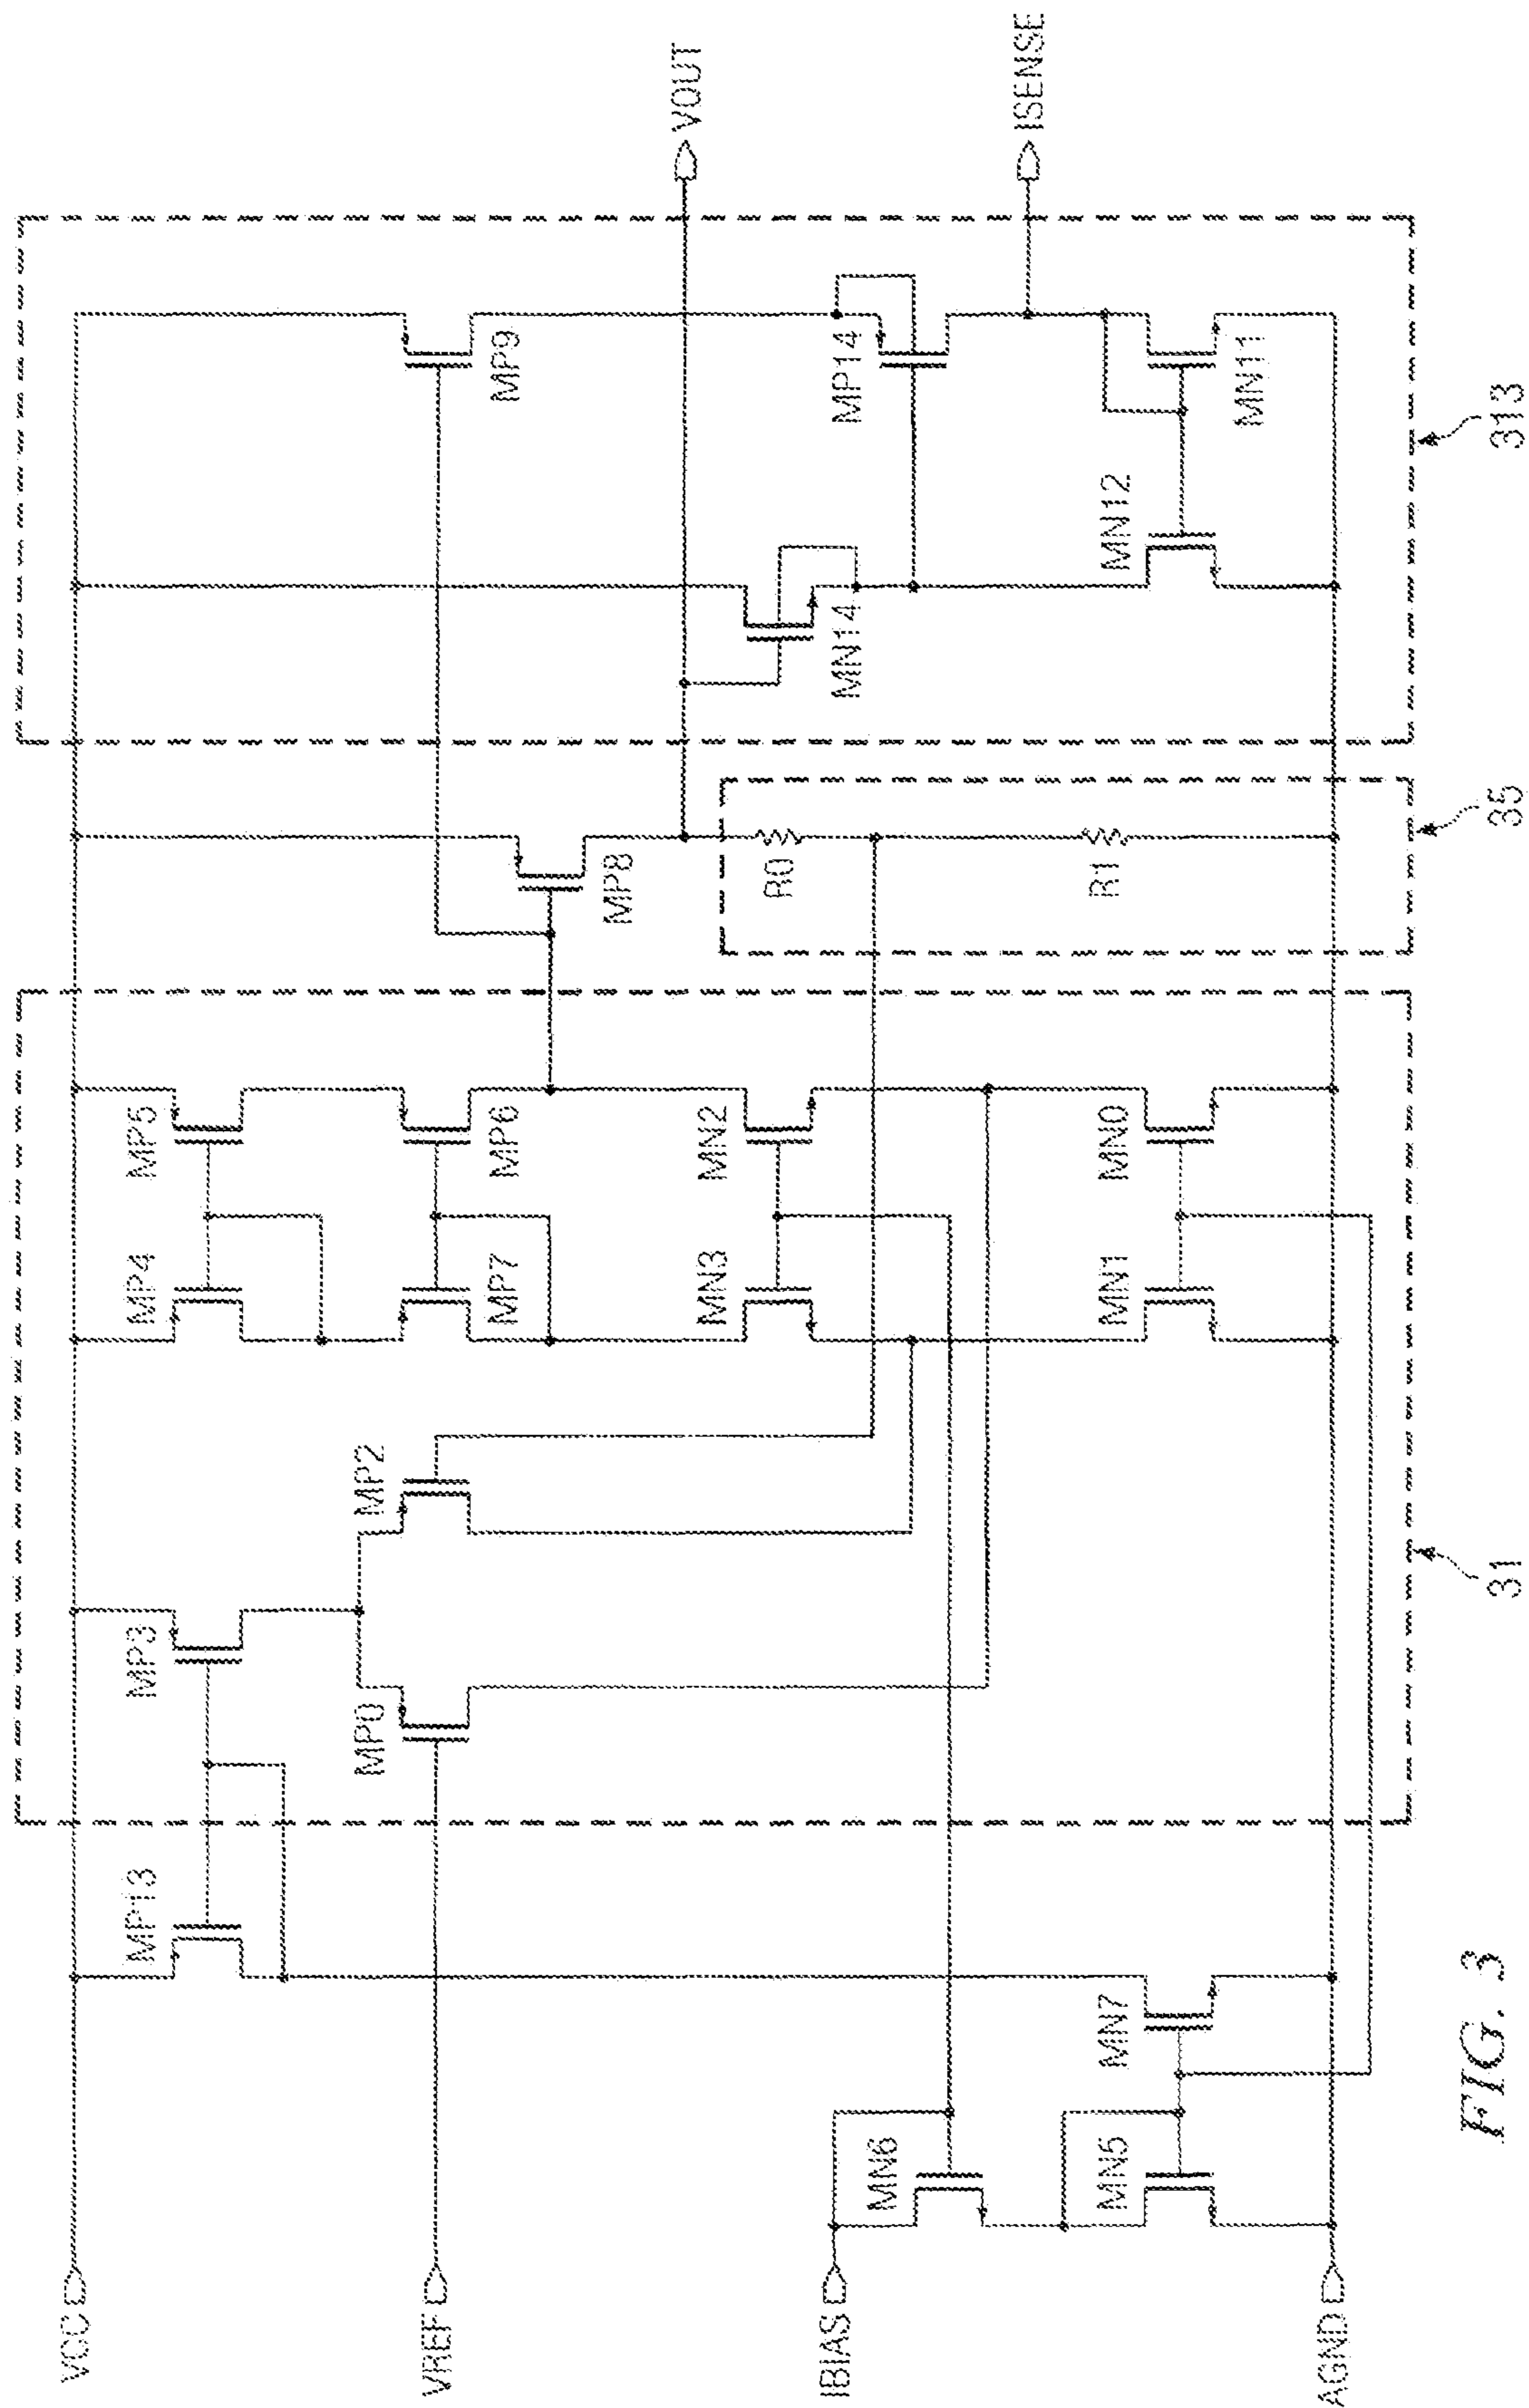 VCC
VREF
IBIAS
AGND
MP13
MN6
MN5
MN7
MP3
MP0
MP2
MP4
MP5
MP7
MP6
MN3
MN2
MN1
MN0
MP8
R0
R1
MP9
MN14
MP14
MN12
MN11
VOUT
ISENSE
31
35
313
FIG. 3